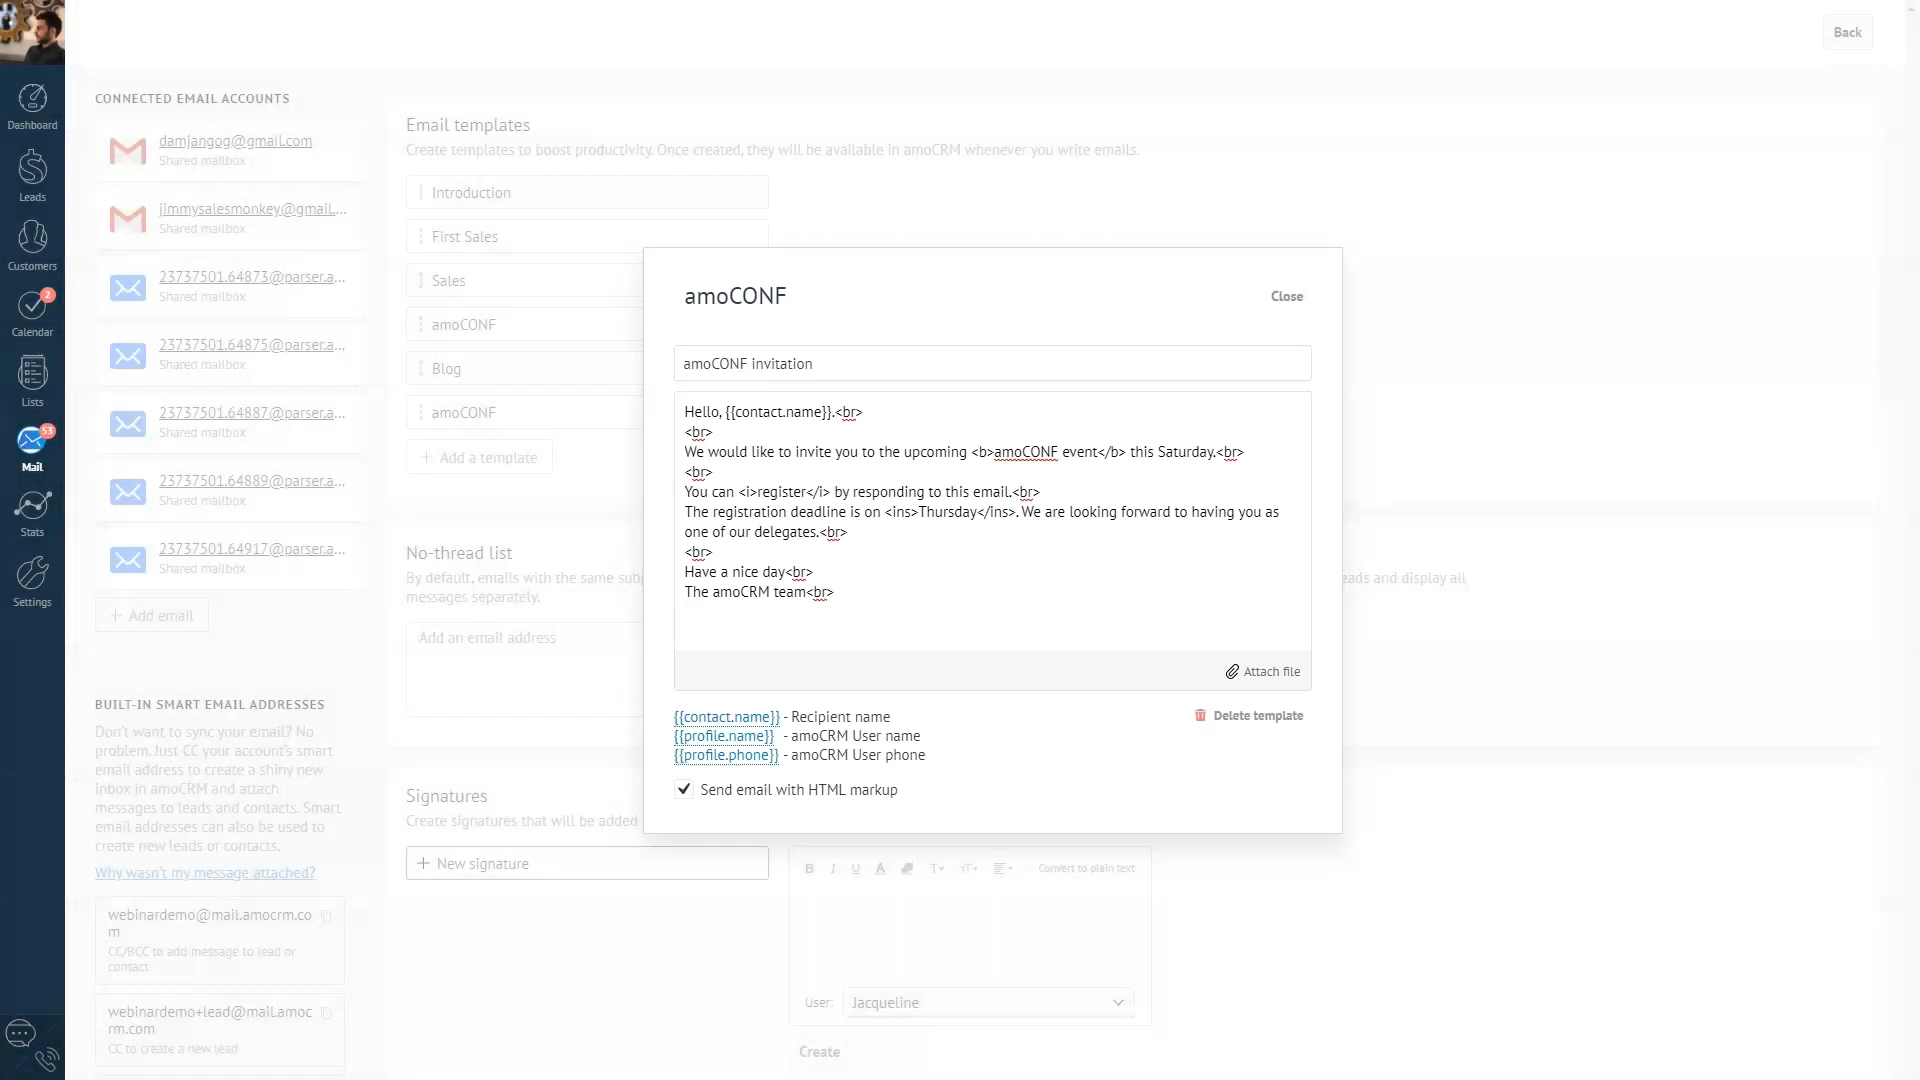 Back
Dashboard
Leads
Customers
2
Calendar
Lists
53
Mail
Stats
Settings
CONNECTED EMAIL ACCOUNTS
damjangog@gmail.com
Shared mailbox
jimmysalesmonkey@gmail....
Shared mailbox
23737501.64873@parser.a...
Shared mailbox
23737501.64875@parser.a...
Shared mailbox
23737501.64887@parser.a...
Shared mailbox
23737501.64889@parser.a...
Shared mailbox
23737501.64917@parser.a...
Shared mailbox
+ Add email
BUILT-IN SMART EMAIL ADDRESSES
Don't want to sync your email? No
problem. Just CC your account's smart
email address to create a shiny new
inbox in amoCRM and attach
messages to leads and contacts. Smart
email addresses can also be used to
create new leads or contacts.
Why wasn't my message attached?
webinardemo@mail.amocrm.co
m
CC/BCC to add message to lead or
contact
webinardemo+lead@mail.amoc
rm.com
CC to create a new lead
Email templates
Create templates to boost productivity. Once created, they will be available in amoCRM whenever you write emails.
Introduction
First Sales
Sales
amoCONF
Blog
amoCONF
+ Add a template
No-thread list
By default, emails with the same subj
eads and display all
messages separately.
Add an email address
Signatures
Create signatures that will be added
+ New signature
B I U A T T Convert to plain text
User: Jacqueline
Create
amoCONF
Close
amoCONF invitation
Hello, {{contact.name}}.<br>
<br>
We would like to invite you to the upcoming <b>amoCONF event</b> this Saturday.<br>
<br>
You can <i>register</i> by responding to this email.<br>
The registration deadline is on <ins>Thursday</ins>. We are looking forward to having you as
one of our delegates.<br>
<br>
Have a nice day<br>
The amoCRM team<br>
Attach file
{{contact.name}} - Recipient name
{{profile.name}} - amoCRM User name
{{profile.phone}} - amoCRM User phone
Delete template
Send email with HTML markup